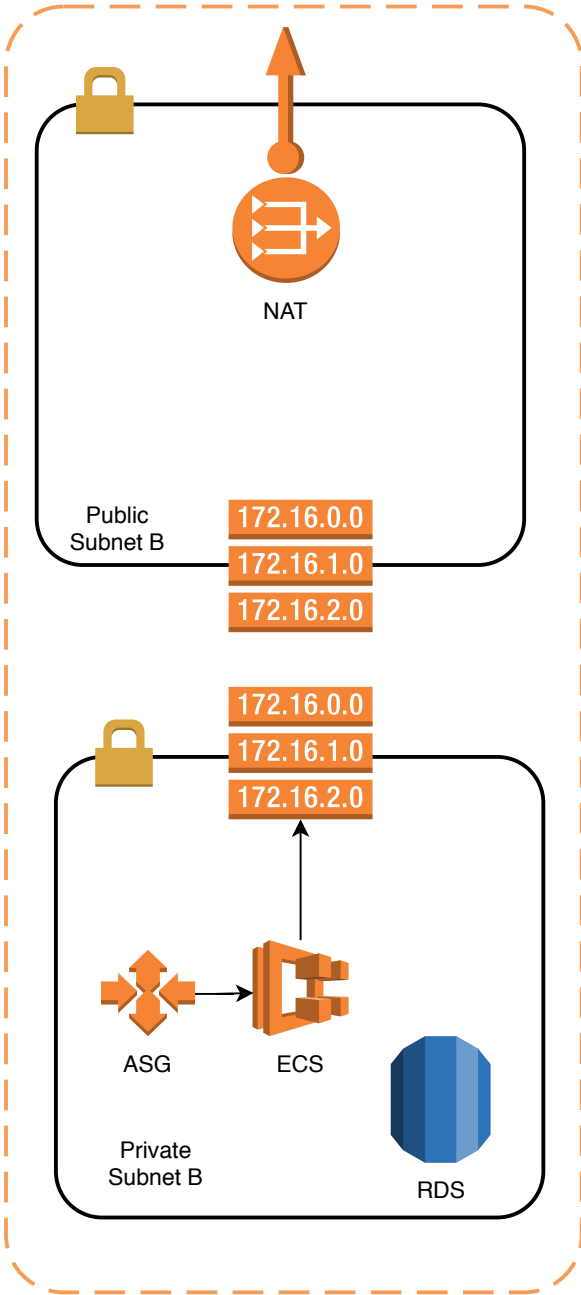 NAT
Public
Subnet B
172.16.0.0
172.16.1.0
172.16.2.0
172.16.0.0
172.16.1.0
172.16.2.0
ASG
ECS
Private
Subnet B
RDS